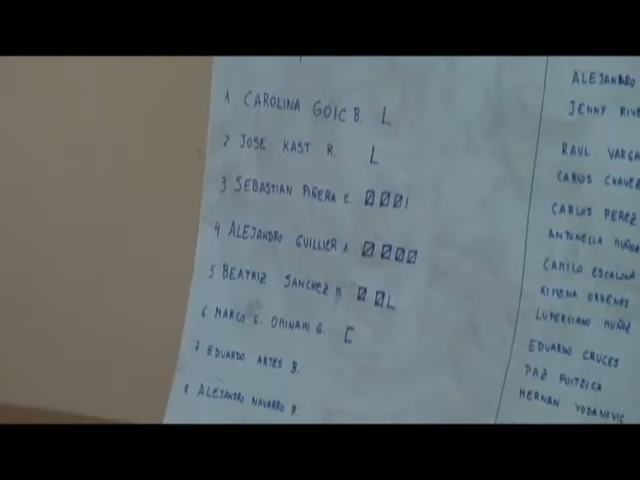 1 CAROLINA GOIC B.
2 JOSE KAST R.
3 SEBASTIAN PIÑERA E.
4 ALEJANDRO GUILLIER A
5 BEATRIZ SANCHEZ M
6 MARCO E. OMINAMI G.
7 EDUARDO ARTES B.
8 ALEJANDRO NAVARRO B.
ALEJANDRO
JENNY
RAUL VARGA
CARLOS CHAVEZ
CARLOS PEREZ
ANTONELLA MUÑOZ
CAMILO ESCALONA
XIMENA ORDENES
LUPERCIANO MUÑOZ
EDUARDO CRUCES
PAZ FOITZICK
HERNAN YODANOVIC